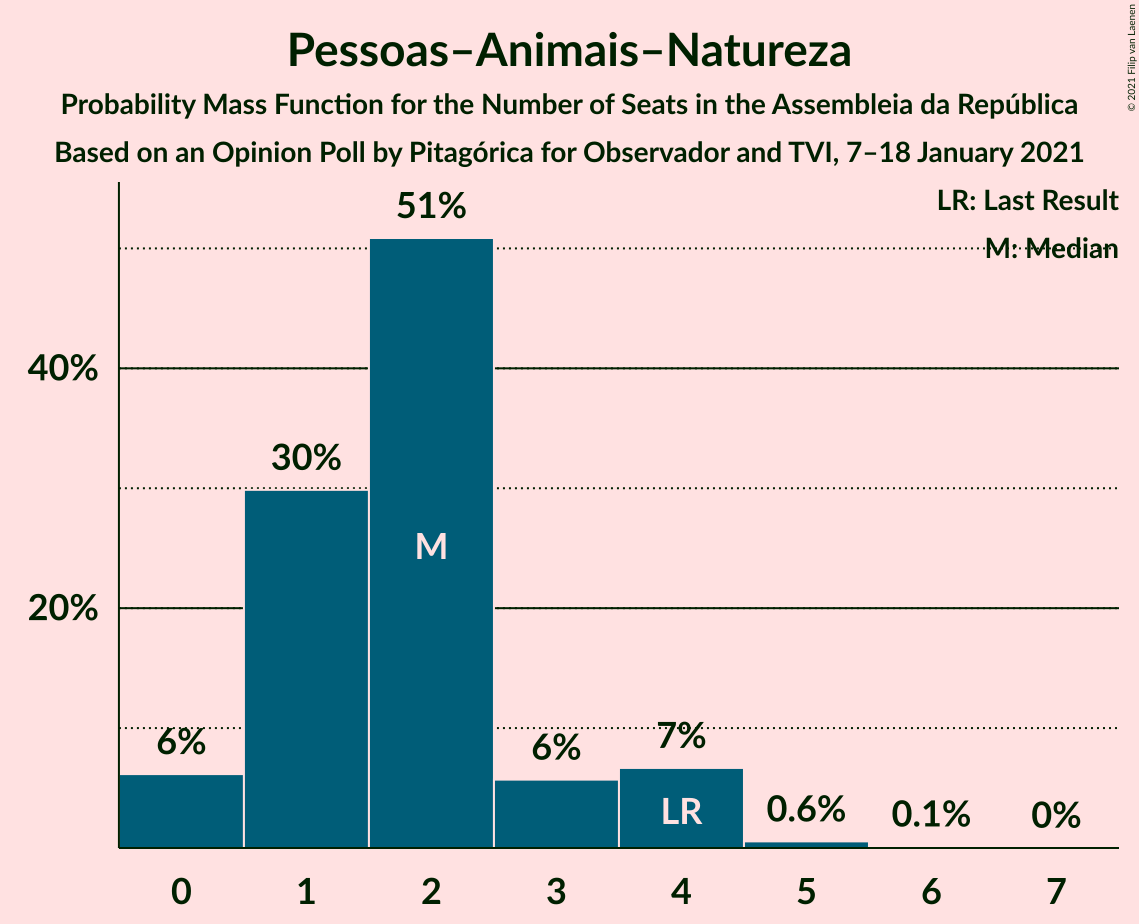 Pessoas–Animais–Natureza
Probability Mass Function for the Number of Seats in the Assembleia da República
Based on an Opinion Poll by Pitagórica for Observador and TVI, 7–18 January 2021
© 2021 Filip van Laenen
LR: Last Result
M: Median
51%
40%
30%
M
20%
6%
6%
7%
LR
0.6%
0.1%
0%
0 1 2 3 4 5 6 7